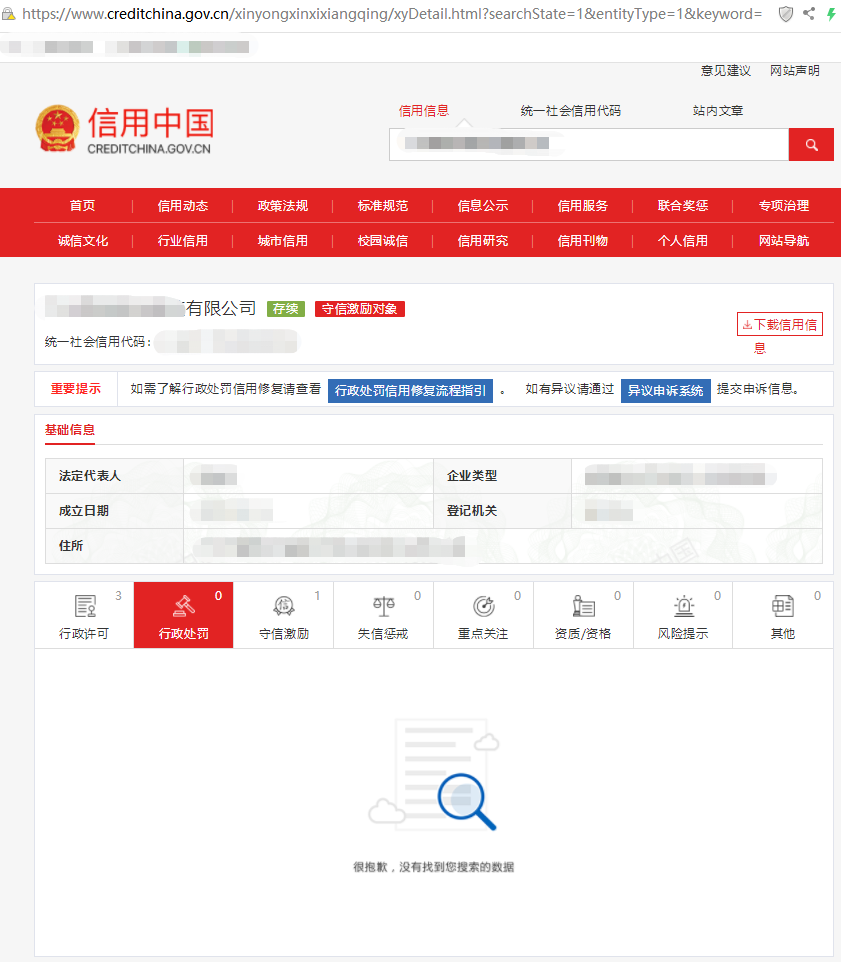 https://www.creditchina.gov.cn/xinyongxinxixiangqing/xyDetail.html?searchState=1&entityType=1&keyword=
意见建议 网站声明
信用中国
CREDITCHINA.GOV.CN
信用信息 统一社会信用代码 站内文章
首页 信用动态 政策法规 标准规范 信息公示 信用服务 联合奖惩 专项治理
诚信文化 行业信用 城市信用 校园诚信 信用研究 信用刊物 个人信用 网站导航
有限公司 存续 守信激励对象
统一社会信用代码：
下载信用信
息
重要提示 如需了解行政处罚信用修复请查看 行政处罚信用修复流程指引 。 如有异议请通过 异议申诉系统 提交申诉信息。
基础信息
法定代表人 企业类型
成立日期 登记机关
住所
3 0 1 0 0 0 0 0
行政许可 行政处罚 守信激励 失信惩戒 重点关注 资质/资格 风险提示 其他
很抱歉，没有找到您搜索的数据